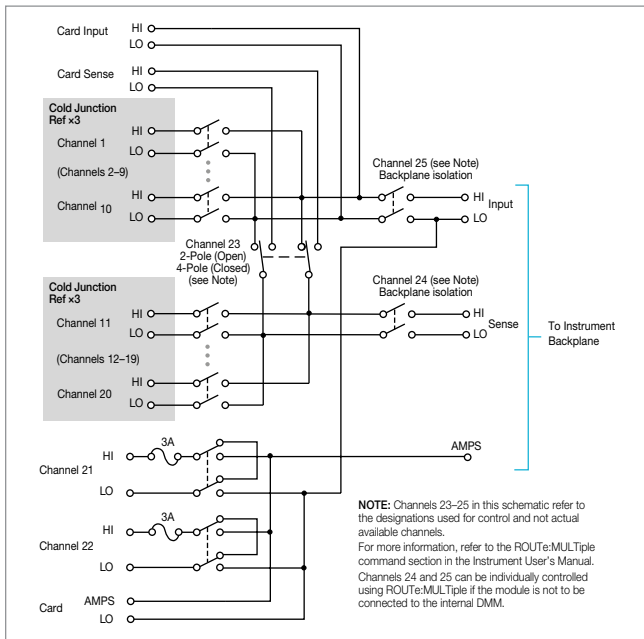 Card Input HI
LO
Card Sense HI
LO
Cold Junction
Ref ×3
Channel 1 HI
LO
(Channels 2–9)
Channel 10 HI
LO
Channel 25 (see Note)
Backplane isolation
HI
Input
LO
Channel 23
2-Pole (Open)
4-Pole (Closed)
(see Note)
Channel 24 (see Note)
Backplane isolation
HI
Sense
LO
To Instrument
Backplane
Cold Junction
Ref ×3
Channel 11 HI
LO
(Channels 12–19)
Channel 20 HI
LO
Channel 21 HI
3A
LO
AMPS
Channel 22 HI
3A
LO
Card AMPS
LO
NOTE: Channels 23–25 in this schematic refer to
the designations used for control and not actual
available channels.
For more information, refer to the ROUTe:MULTiple
command section in the Instrument User's Manual.
Channels 24 and 25 can be individually controlled
using ROUTe:MULTiple if the module is not to be
connected to the internal DMM.